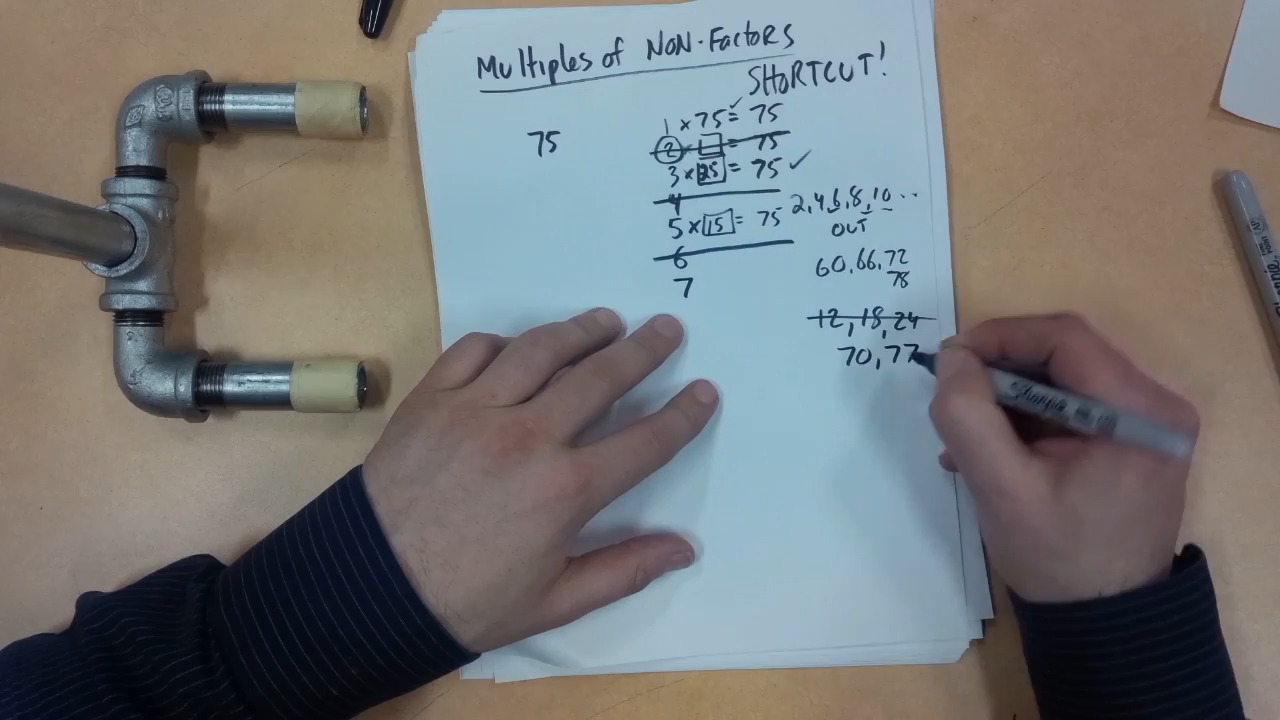 Multiples of NON-FACTORS
SHORTCUT!
75
1 × 75 = 75 ✓
2 × = 75
3 × 25 = 75 ✓
4
5 × 15 = 75
6
7
2,4,6,8,10...
OUT
60,66,72
78
12,18,24
70,77
Sharpie